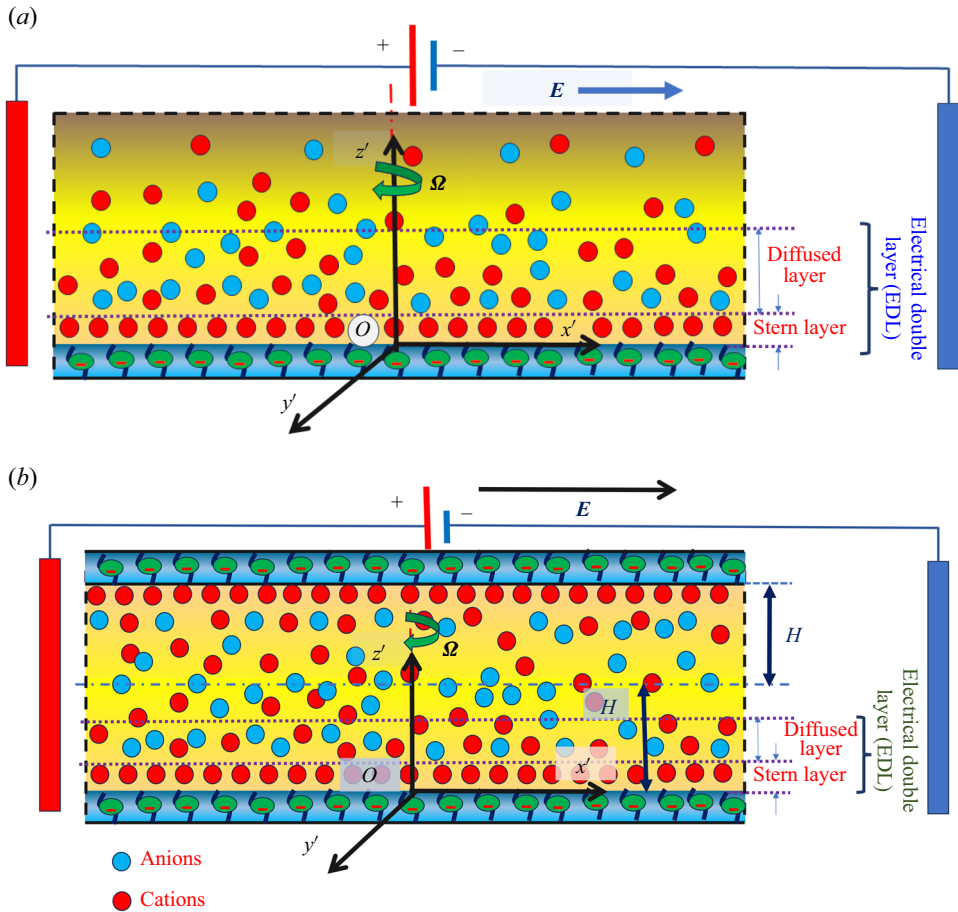 (a)
+
−
E
z′
Ω
Diffused
layer
Stern layer
Electrical double
layer (EDL)
O
x′
y′
(b)
+
−
E
H
z′
Ω
H
Diffused
layer
Stern layer
Electrical double
layer (EDL)
O
x′
y′
Anions
Cations